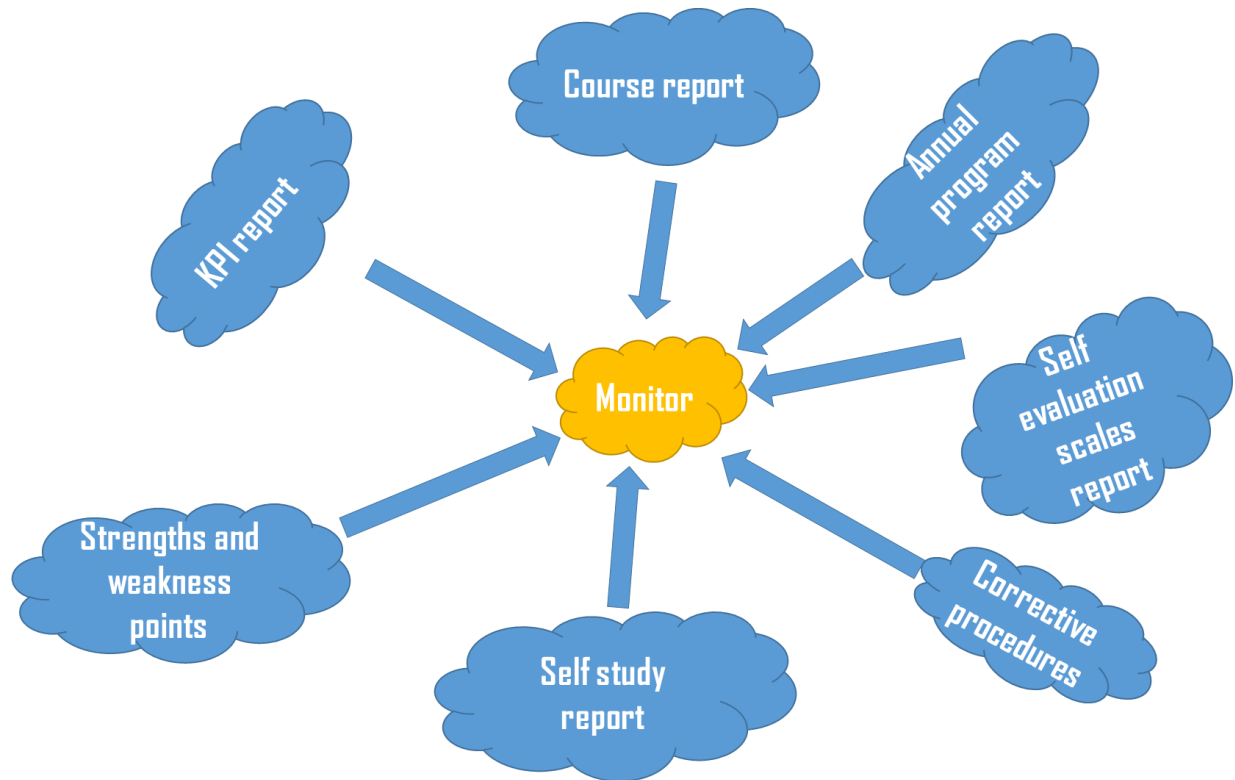 Course report
Annual
program
report
KPI report
Self
evaluation
scales
report
Monitor
Strengths and
weakness
points
Corrective
procedures
Self study
report